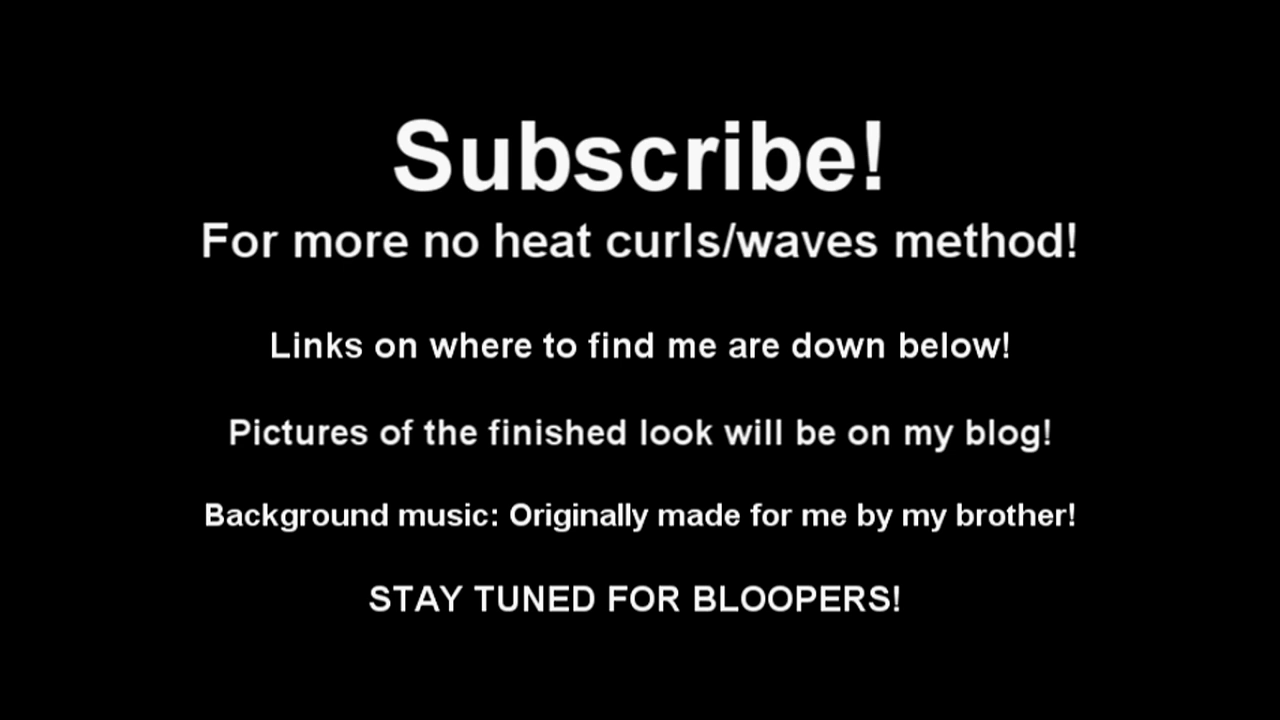 Subscribe!
For more no heat curls/waves method!
Links on where to find me are down below!
Pictures of the finished look will be on my blog!
Background music: Originally made for me by my brother!
STAY TUNED FOR BLOOPERS!